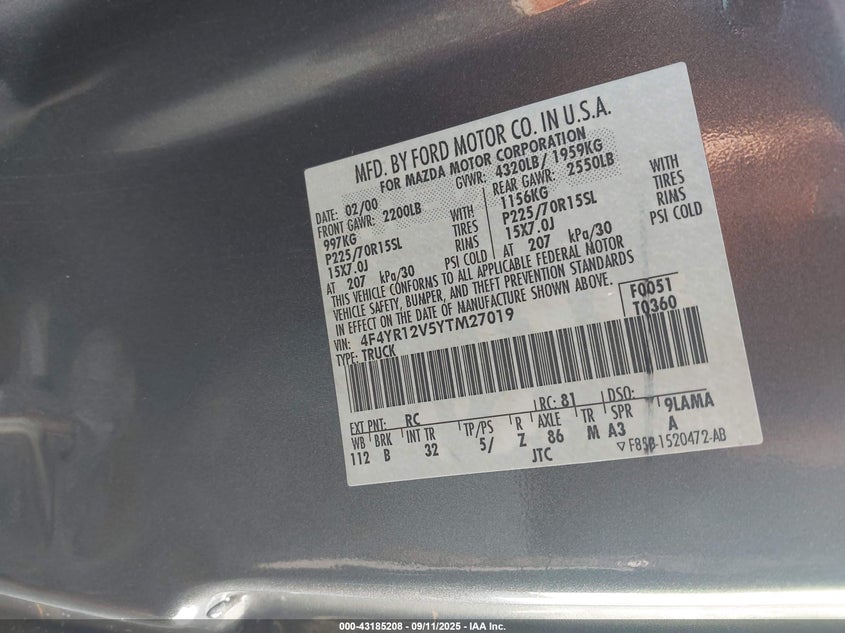 MFD. BY FORD MOTOR CO. IN U.S.A.
FOR MAZDA MOTOR CORPORATION
DATE: 02/00 GVWR: 4320LB/ 1959KG
FRONT GAWR: 2200LB REAR GAWR: 2550LB
997KG WITH 1156KG WITH
P225/70R15SL TIRES P225/70R15SL TIRES
15X7.0J RINS 15X7.0J RINS
AT 207 kPa/30 PSI COLD AT 207 kPa/30 PSI COLD
THIS VEHICLE CONFORMS TO ALL APPLICABLE FEDERAL MOTOR
VEHICLE SAFETY, BUMPER, AND THEFT PREVENTION STANDARDS
IN EFFECT ON THE DATE OF MANUFACTURE SHOWN ABOVE.
VIN: 4F4YR12V5YTM27019 F0051
TYPE: TRUCK T0360
EXT PNT: RC RC: 81 DSO:
WB BRK INT TR TP/PS R AXLE TR SPR 9LAMA
112 B 32 5/ Z 86 M A3 A
JTC ▽ F85B-1520472-AB
000-43185208 - 09/11/2025 - IAA Inc.